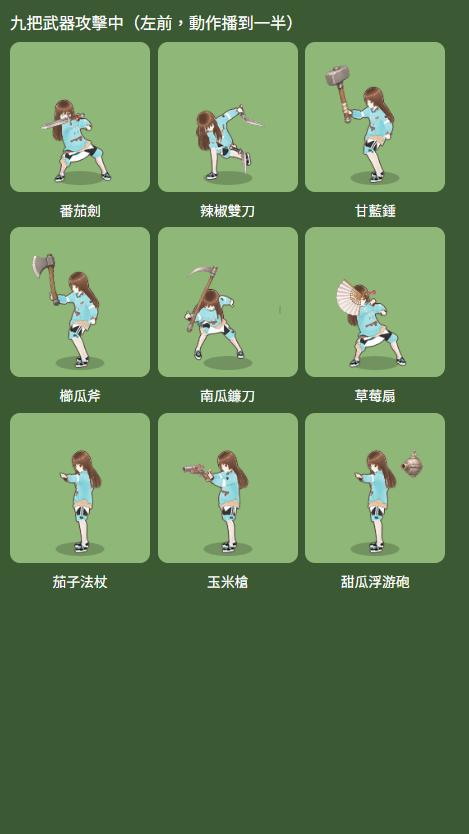 九把武器攻擊中（左前，動作播到一半）
番茄劍
辣椒雙刀
甘藍錘
櫛瓜斧
南瓜鐮刀
草莓扇
茄子法杖
玉米槍
甜瓜浮游砲